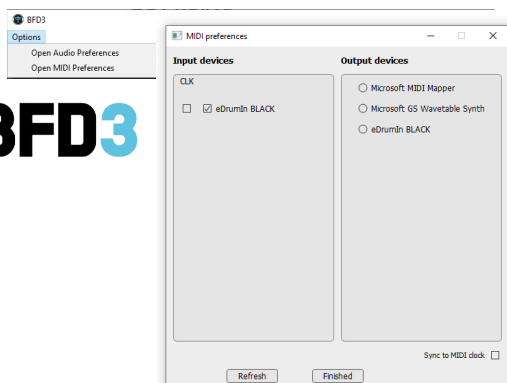 BFD3
Options
Open Audio Preferences
Open MIDI Preferences
BFD3
MIDI preferences
Input devices
CLK
eDrumIn BLACK
Output devices
Microsoft MIDI Mapper
Microsoft GS Wavetable Synth
eDrumIn BLACK
Sync to MIDI clock
Refresh
Finished